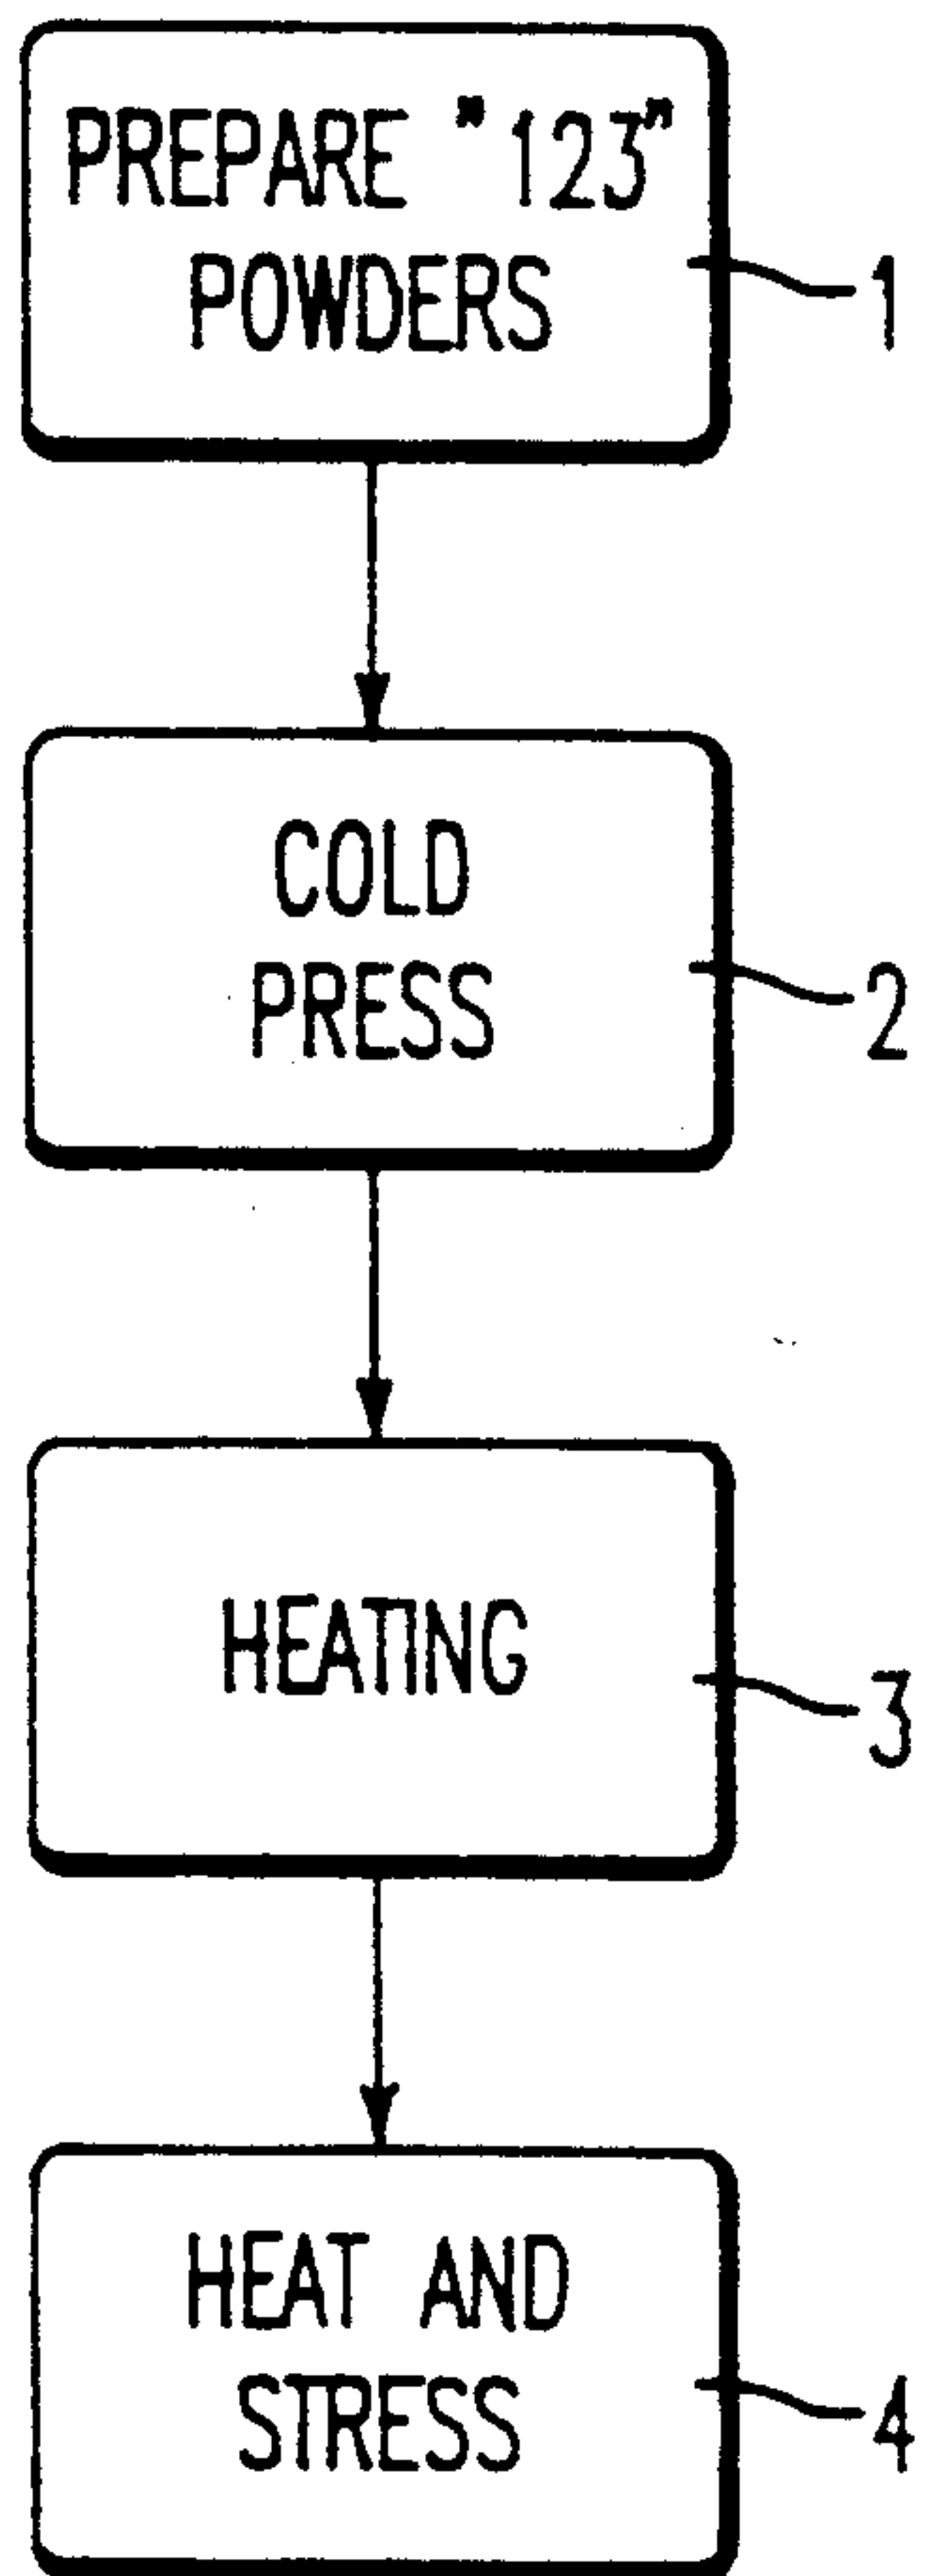 PREPARE "123"
POWDERS
1
COLD
PRESS
2
HEATING
3
HEAT AND
STRESS
4